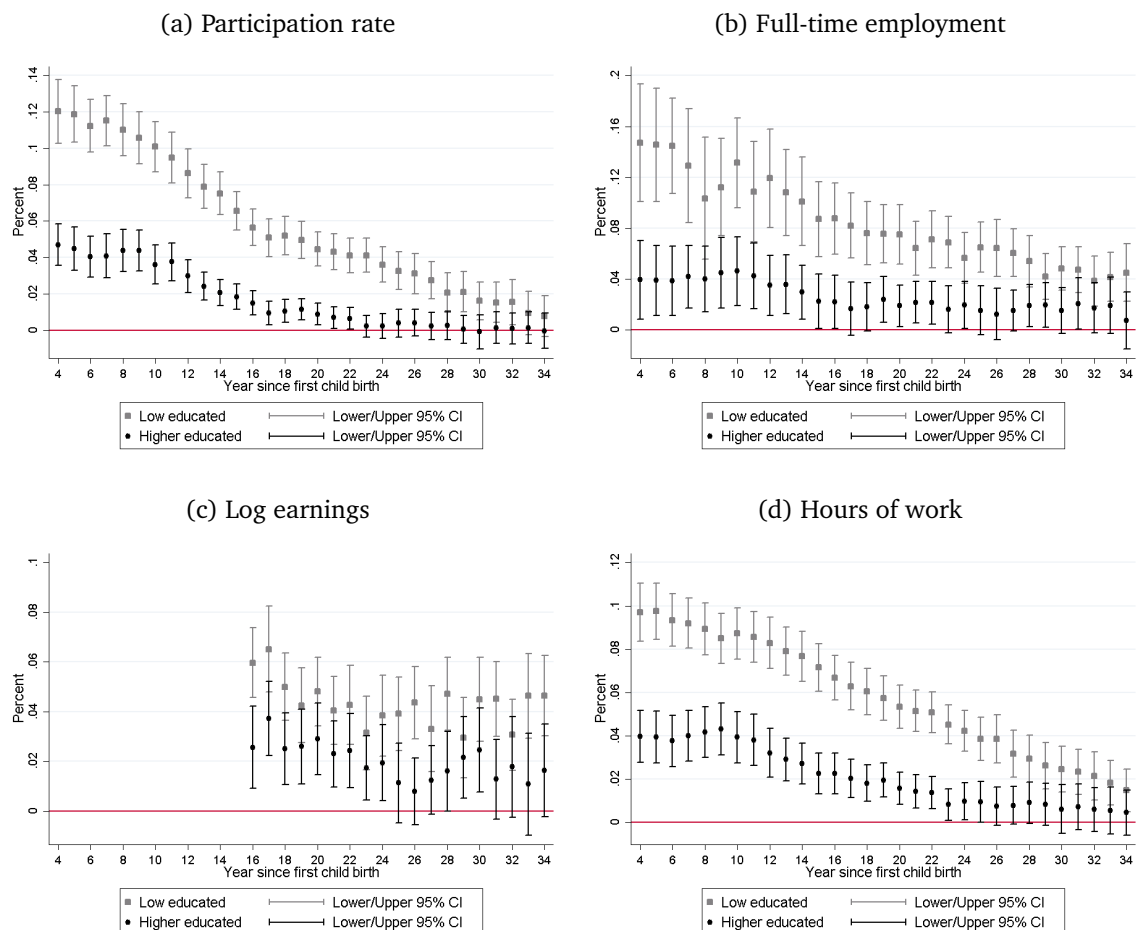 (a) Participation rate
Percent
0 .02 .04 .06 .08 .1 .12 .14
4 6 8 10 12 14 16 18 20 22 24 26 28 30 32 34
Year since first child birth
Low educated Lower/Upper 95% CI
Higher educated Lower/Upper 95% CI
(b) Full-time employment
Percent
0 .04 .08 .12 .16 .2
4 6 8 10 12 14 16 18 20 22 24 26 28 30 32 34
Year since first child birth
Low educated Lower/Upper 95% CI
Higher educated Lower/Upper 95% CI
(c) Log earnings
Percent
0 .02 .04 .06 .08 .1
4 6 8 10 12 14 16 18 20 22 24 26 28 30 32 34
Year since first child birth
Low educated Lower/Upper 95% CI
Higher educated Lower/Upper 95% CI
(d) Hours of work
Percent
0 .02 .04 .06 .08 .1 .12
4 6 8 10 12 14 16 18 20 22 24 26 28 30 32 34
Year since first child birth
Low educated Lower/Upper 95% CI
Higher educated Lower/Upper 95% CI